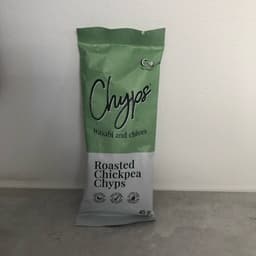 Chyps
wasabi and chives
Roasted
Chickpea
Chyps
45 g